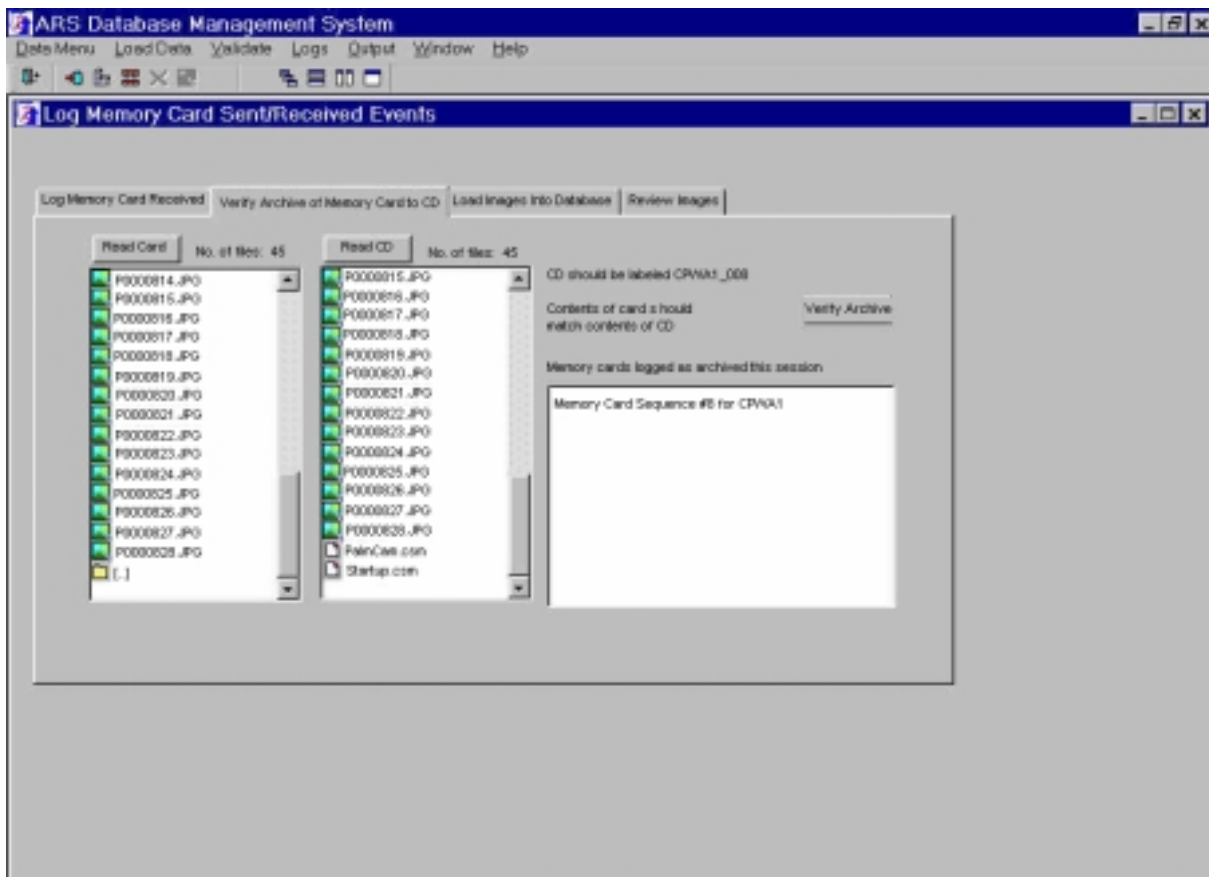 ARS Database Management System
Data Menu Load Data Validate Logs Output Window Help
Log Memory Card Sent/Received Events
Log Memory Card Received Verify Archive of Memory Card to CD Load Images Into Database Review Images
Read Card No. of files: 45 Read CD No. of files: 45
P0000814.JPG
P0000815.JPG
P0000816.JPG
P0000817.JPG
P0000818.JPG
P0000819.JPG
P0000820.JPG
P0000821.JPG
P0000822.JPG
P0000823.JPG
P0000824.JPG
P0000825.JPG
P0000826.JPG
P0000827.JPG
P0000828.JPG
[..]
P0000815.JPG
P0000816.JPG
P0000817.JPG
P0000818.JPG
P0000819.JPG
P0000820.JPG
P0000821.JPG
P0000822.JPG
P0000823.JPG
P0000824.JPG
P0000825.JPG
P0000826.JPG
P0000827.JPG
P0000828.JPG
PalmCam.csm
Startup.csm
CD should be labeled CPWA1_008
Contents of card s hould
match contents of CD
Verify Archive
Memory cards logged as archived this session
Memory Card Sequence #8 for CPWA1